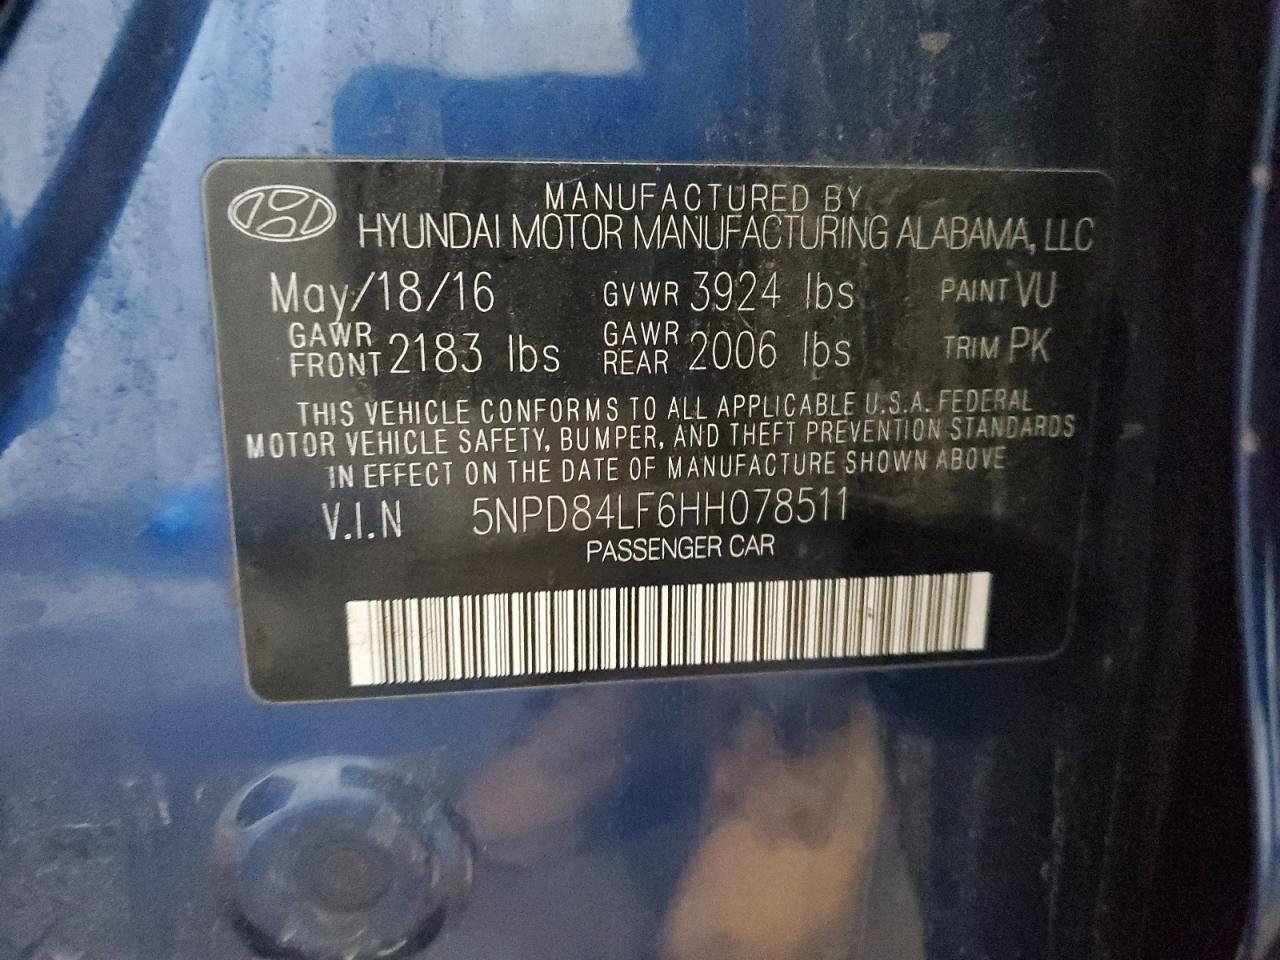 MANUFACTURED BY
HYUNDAI MOTOR MANUFACTURING ALABAMA, LLC
May/18/16 GVWR 3924 lbs PAINT VU
GAWR FRONT 2183 lbs GAWR REAR 2006 lbs TRIM PK
THIS VEHICLE CONFORMS TO ALL APPLICABLE U.S.A. FEDERAL
MOTOR VEHICLE SAFETY, BUMPER, AND THEFT PREVENTION STANDARDS
IN EFFECT ON THE DATE OF MANUFACTURE SHOWN ABOVE
V.I.N 5NPD84LF6HH078511
PASSENGER CAR